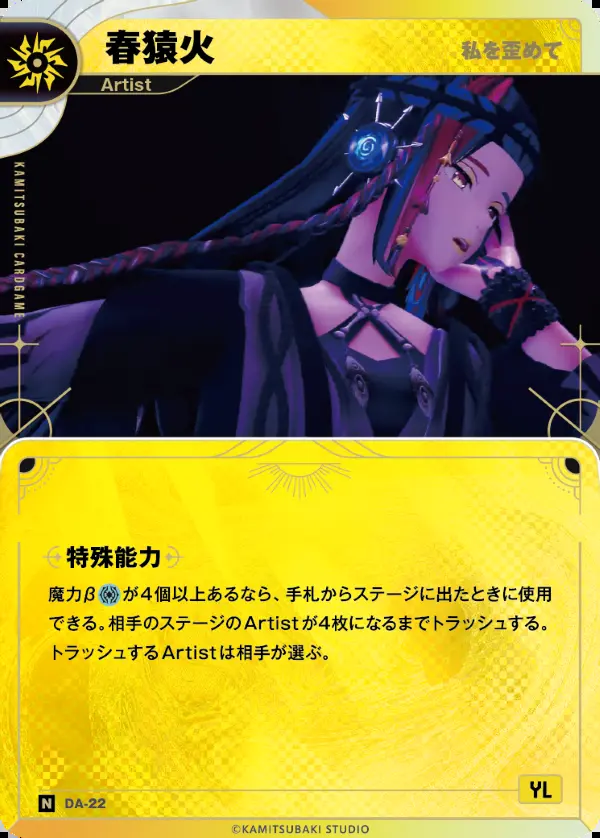 春猿火
私を歪めて
Artist
KAMITSUBAKI CARDGAME
特殊能力
魔力βが4個以上あるなら、手札からステージに出たときに使用
できる。相手のステージのArtistが4枚になるまでトラッシュする。
トラッシュするArtistは相手が選ぶ。
YL
N DA-22
©KAMITSUBAKI STUDIO